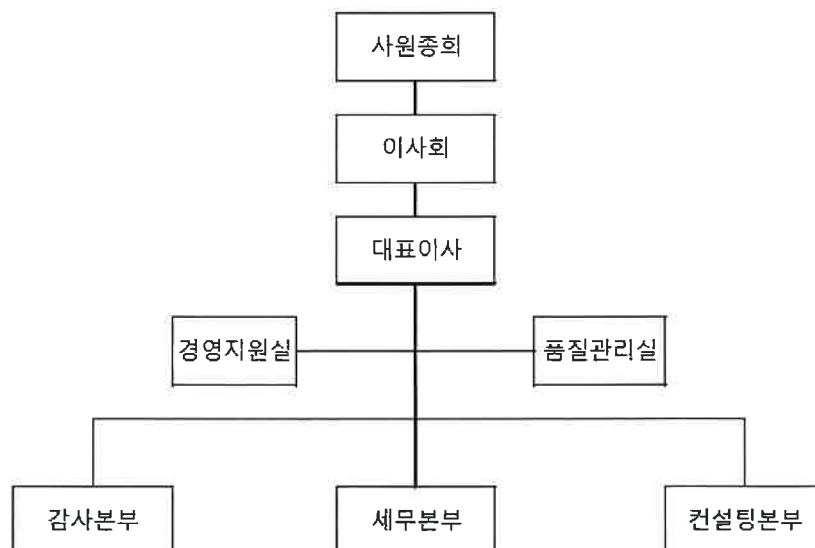 사원종회
이사회
대표이사
경영지원실
품질관리실
감사본부
세무본부
컨설팅본부